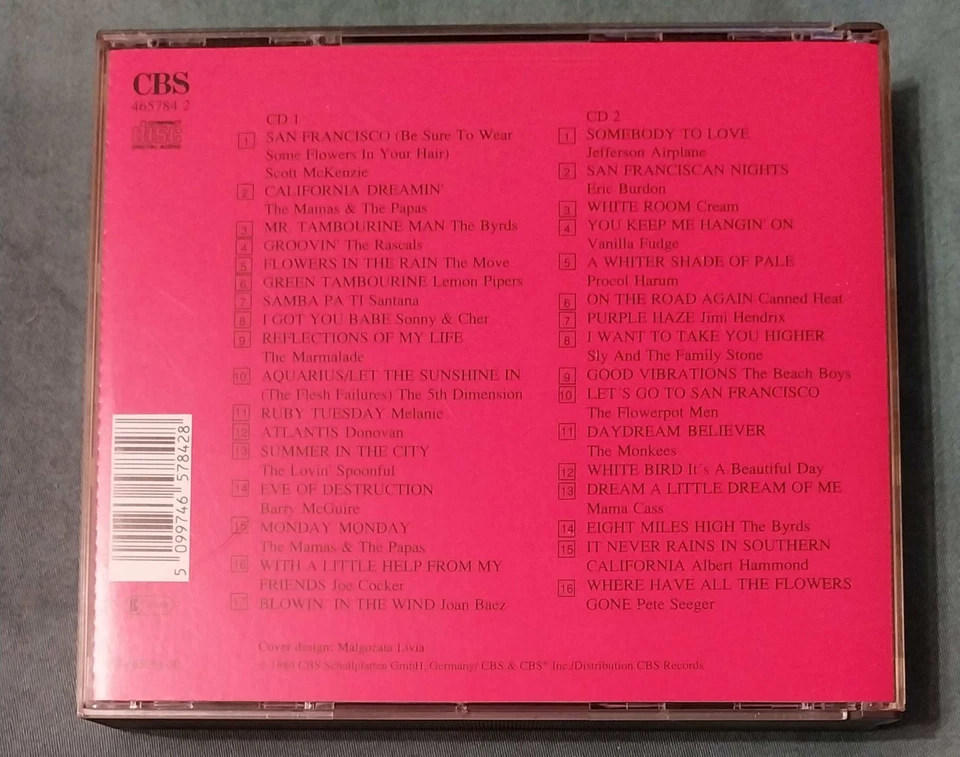 CBS
465784 2
disc
DIGITAL AUDIO
CD 1
1 SAN FRANCISCO (Be Sure To Wear
Some Flowers In Your Hair)
Scott McKenzie
2 CALIFORNIA DREAMIN'
The Mamas & The Papas
3 MR. TAMBOURINE MAN The Byrds
4 GROOVIN' The Rascals
5 FLOWERS IN THE RAIN The Move
6 GREEN TAMBOURINE Lemon Pipers
7 SAMBA PA TI Santana
8 I GOT YOU BABE Sonny & Cher
9 REFLECTIONS OF MY LIFE
The Marmalade
10 AQUARIUS/LET THE SUNSHINE IN
(The Flesh Failures) The 5th Dimension
11 RUBY TUESDAY Melanie
12 ATLANTIS Donovan
13 SUMMER IN THE CITY
The Lovin' Spoonful
14 EVE OF DESTRUCTION
Barry McGuire
15 MONDAY MONDAY
The Mamas & The Papas
16 WITH A LITTLE HELP FROM MY
FRIENDS Joe Cocker
17 BLOWIN' IN THE WIND Joan Baez
CD 2
1 SOMEBODY TO LOVE
Jefferson Airplane
2 SAN FRANCISCAN NIGHTS
Eric Burdon
3 WHITE ROOM Cream
4 YOU KEEP ME HANGIN' ON
Vanilla Fudge
5 A WHITER SHADE OF PALE
Procol Harum
6 ON THE ROAD AGAIN Canned Heat
7 PURPLE HAZE Jimi Hendrix
8 I WANT TO TAKE YOU HIGHER
Sly And The Family Stone
9 GOOD VIBRATIONS The Beach Boys
10 LET´S GO TO SAN FRANCISCO
The Flowerpot Men
11 DAYDREAM BELIEVER
The Monkees
12 WHITE BIRD It´s A Beautiful Day
13 DREAM A LITTLE DREAM OF ME
Mama Cass
14 EIGHT MILES HIGH The Byrds
15 IT NEVER RAINS IN SOUTHERN
CALIFORNIA Albert Hammond
16 WHERE HAVE ALL THE FLOWERS
GONE Pete Seeger
5 099746 578428
Cover design: Malgozata Livia
CBS Schallplatten GmbH, Germany/ CBS & CBS® Inc./Distribution CBS Records